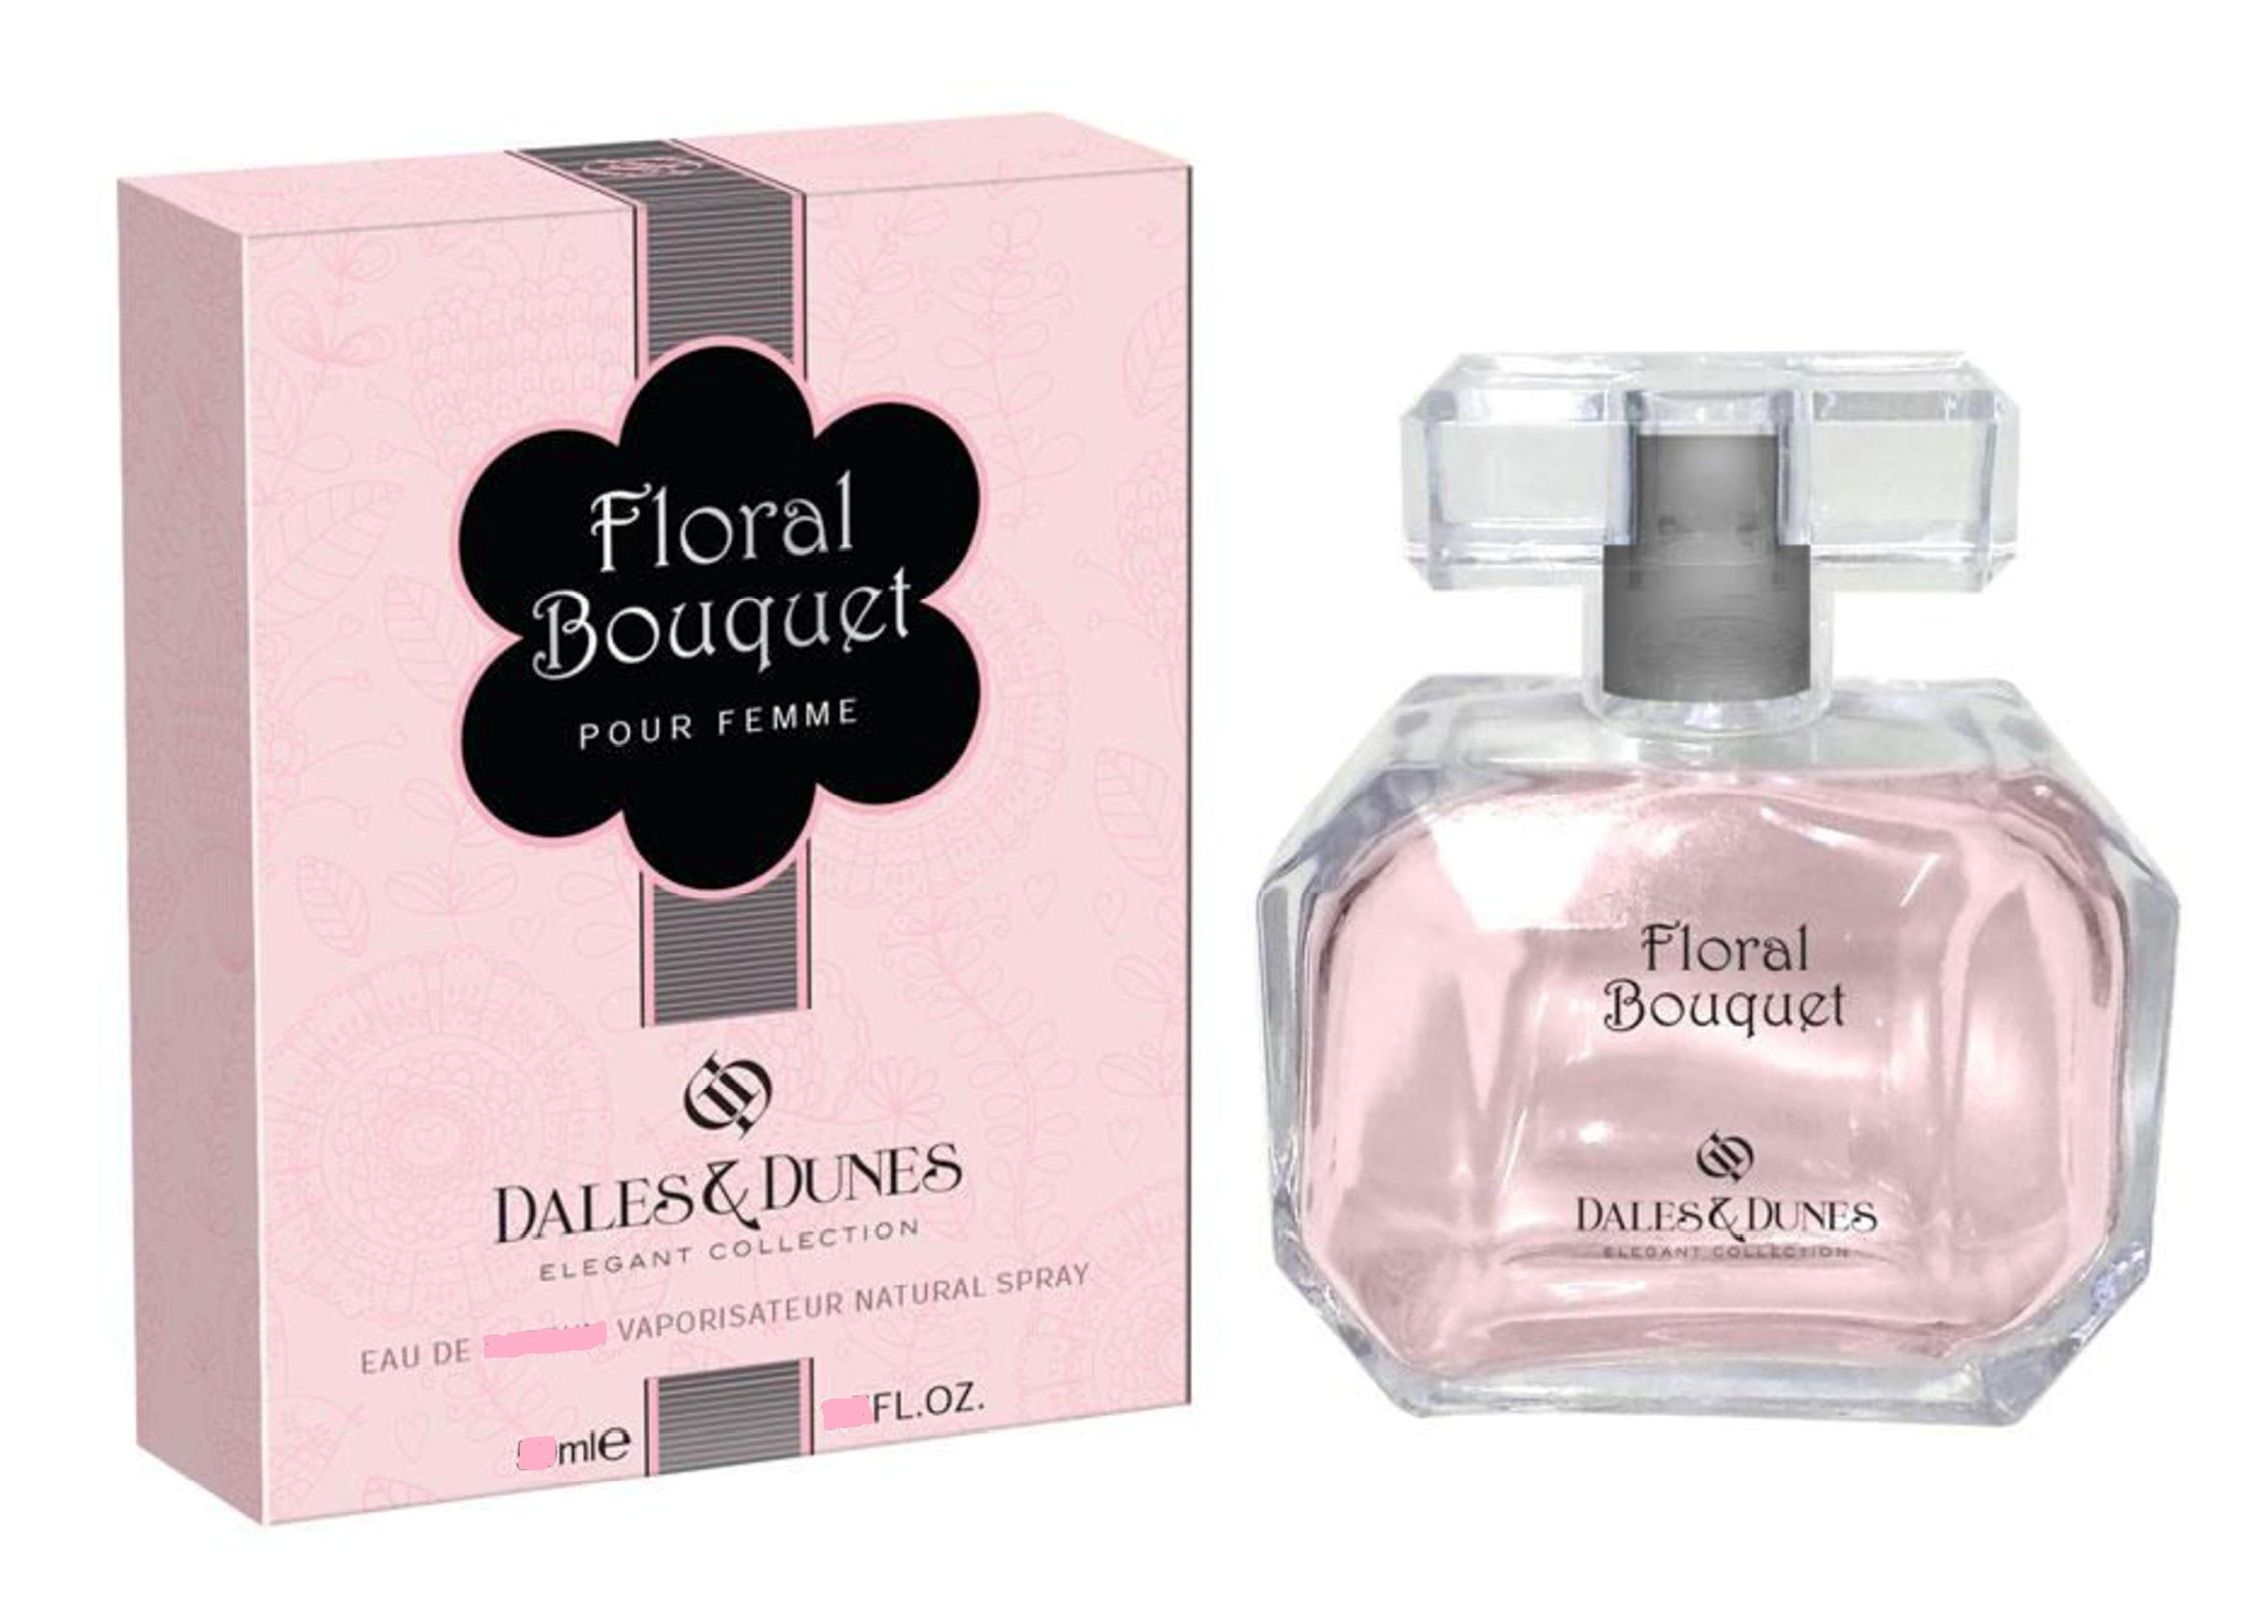 Floral
Bouquet
POUR FEMME
DALES & DUNES
ELEGANT COLLECTION
EAU DE VAPORISATEUR NATURAL SPRAY
mle
FL.OZ.
Floral
Bouquet
DALES & DUNES
ELEGANT COLLECTION